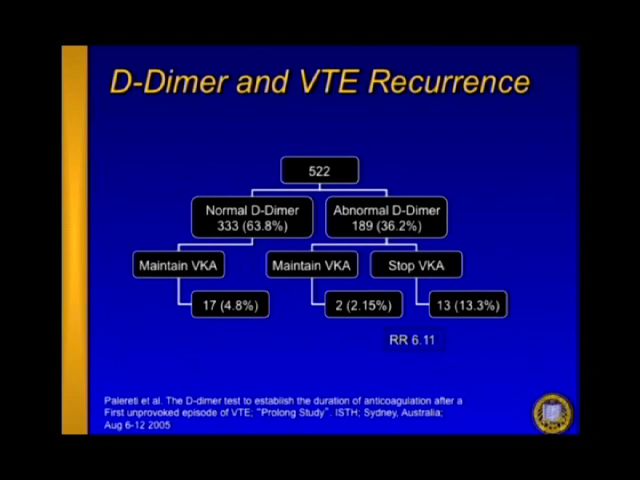 D-Dimer and VTE Recurrence
522
Normal D-Dimer
333 (63.8%)
Abnormal D-Dimer
189 (36.2%)
Maintain VKA
Maintain VKA
Stop VKA
17 (4.8%)
2 (2.15%)
13 (13.3%)
RR 6.11
Palereti et al. The D-dimer test to establish the duration of anticoagulation after a
First unprovoked episode of VTE; "Prolong Study". ISTH; Sydney, Australia;
Aug 6-12 2005